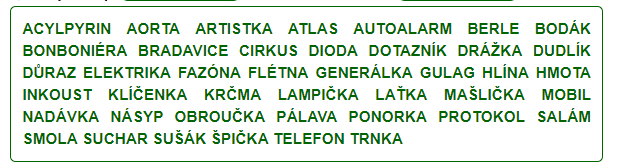 ACYLPYRIN AORTA ARTISTKA ATLAS AUTOALARM BERLE BODÁK
BONBONIÉRA BRADAVICE CIRKUS DIODA DOTAZNÍK DRÁŽKA DUDLÍK
DŮRAZ ELEKTRIKA FAZÓNA FLÉTNA GENERÁLKA GULAG HLÍNA HMOTA
INKOUST KLÍČENKA KRČMA LAMPIČKA LAŤKA MAŠLIČKA MOBIL
NADÁVKA NÁSYP OBROUČKA PÁLAVA PONORKA PROTOKOL SALÁM
SMOLA SUCHAR SUŠÁK ŠPIČKA TELEFON TRNKA